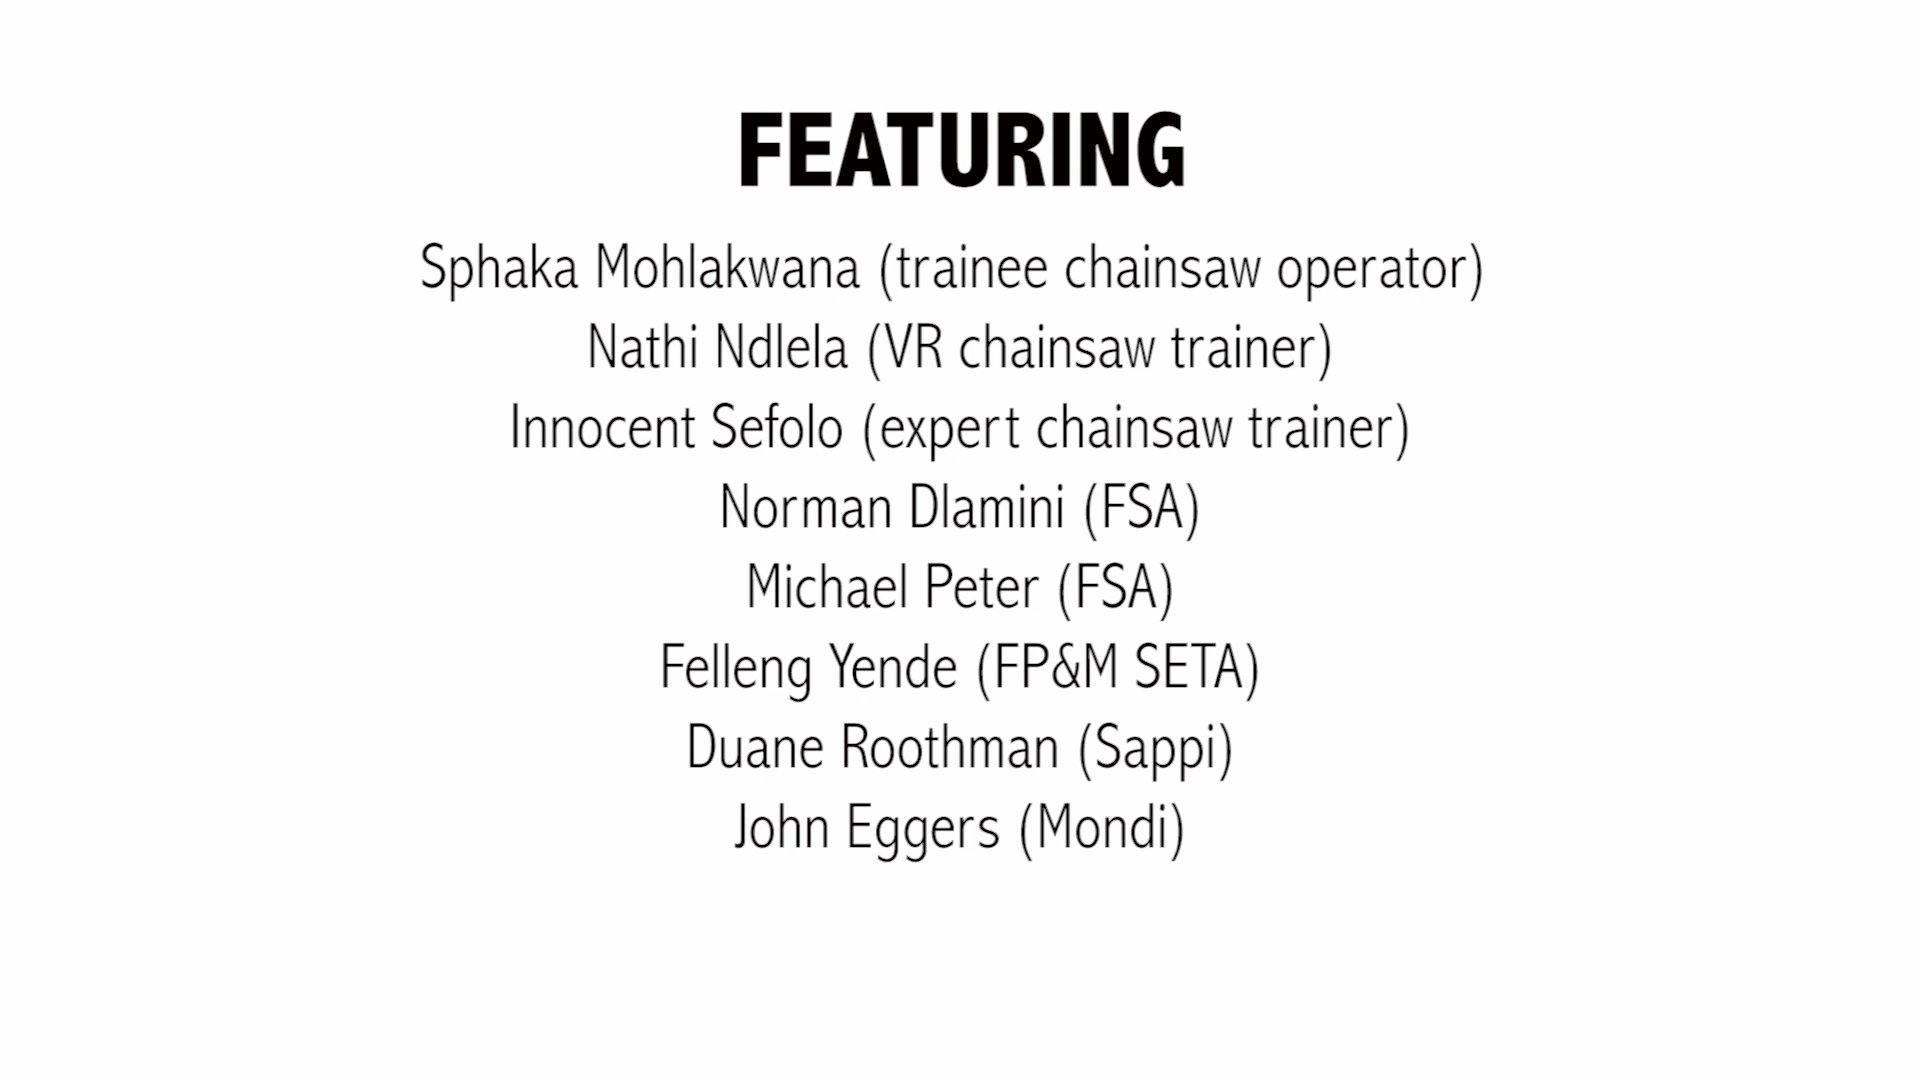 FEATURING
Sphaka Mohlakwana (trainee chainsaw operator)
Nathi Ndlela (VR chainsaw trainer)
Innocent Sefolo (expert chainsaw trainer)
Norman Dlamini (FSA)
Michael Peter (FSA)
Felleng Yende (FP&M SETA)
Duane Roothman (Sappi)
John Eggers (Mondi)